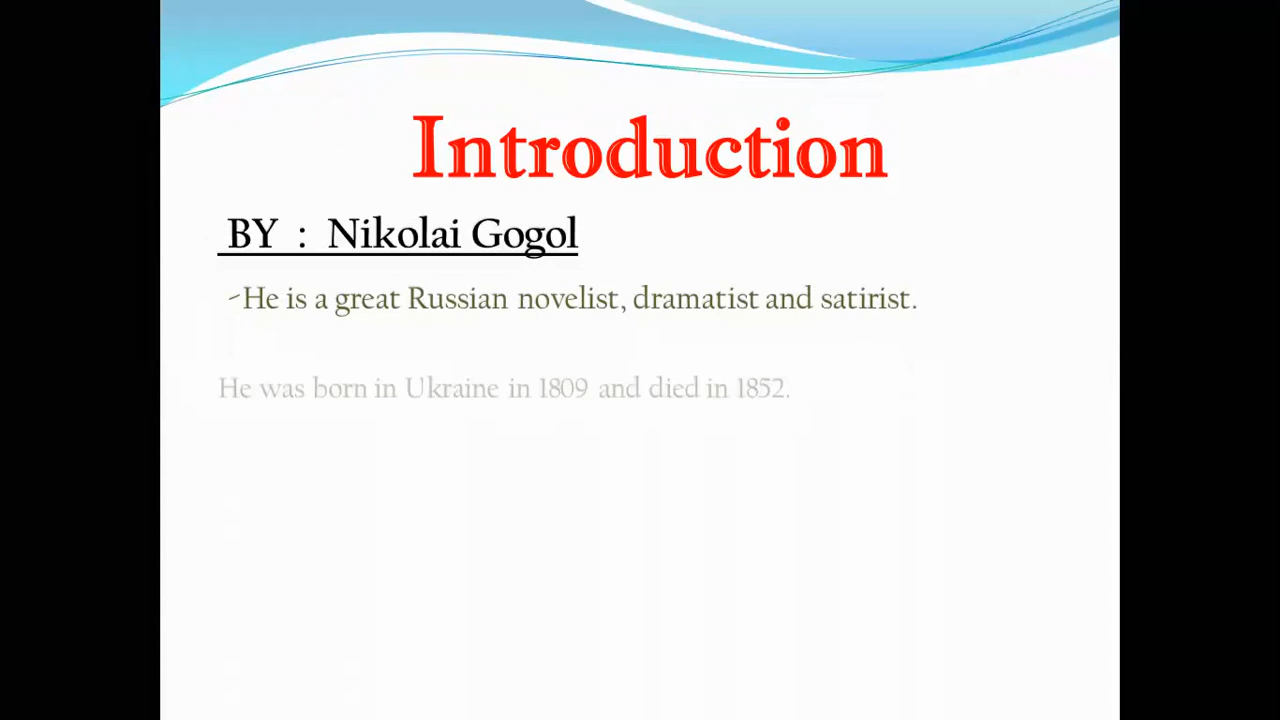 Introduction
BY : Nikolai Gogol
-He is a great Russian novelist, dramatist and satirist.
He was born in Ukraine in 1809 and died in 1852.